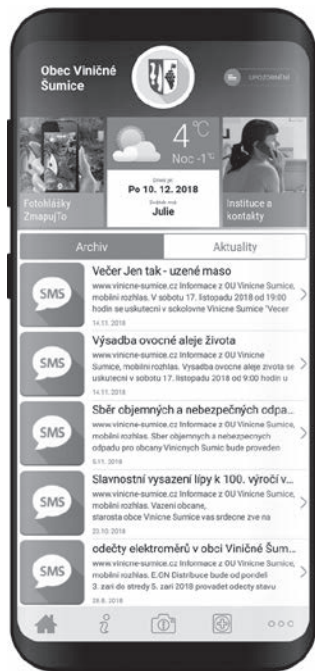 Obec Viničné
Šumice
UPOZORNĚNÍ
4°C
Noc -1°C
Dnes je:
Po 10. 12. 2018
Svátek má:
Julie
Fotohlášky
ZmapujTo
Instituce a
kontakty
Archiv
Aktuality
SMS
Večer Jen tak - uzené maso
www.vinicne-sumice.cz Informace z OU Vinicne Sumice,
mobilni rozhlas. V sobotu 17. listopadu 2018 od 19:00
hodin se uskutecni v sokolovne Vinicne Sumice "Vecer
14.11. 2018
SMS
Výsadba ovocné aleje života
www.vinicne-sumice.cz Informace z OU Vinicne
Sumice, mobilni rozhlas. Vysadba ovocne aleje zivota se
uskutecni v sobotu 17. listopadu 2018 od 9:00 hodin u
14.11. 2018
SMS
Sběr objemných a nebezpečných odpa...
www.vinicne-sumice.cz Informace z OU Vinicne Sumice,
mobilni rozhlas. Sber objemnych a nebezpecnych
odpadu pro obcany Vinicnych Sumic bude proveden
5.11. 2018
SMS
Slavnostní vysazení lípy k 100. výročí v...
www.vinicne-sumice.cz Informace z OU Vinicne Sumice,
mobilni rozhlas. Vazeni obcane,
starosta obce Vinicne Sumice vas srdecne zve na
23.10. 2018
SMS
odečty elektroměrů v obci Viničné Šum...
www.vinicne-sumice.cz Informace z OU Vinicne Sumice,
mobilni rozhlas. E.ON Distribuce bude od pondeli
3. zari do stredy 5. zari 2018 provadet odecty stavu
28.8. 2018